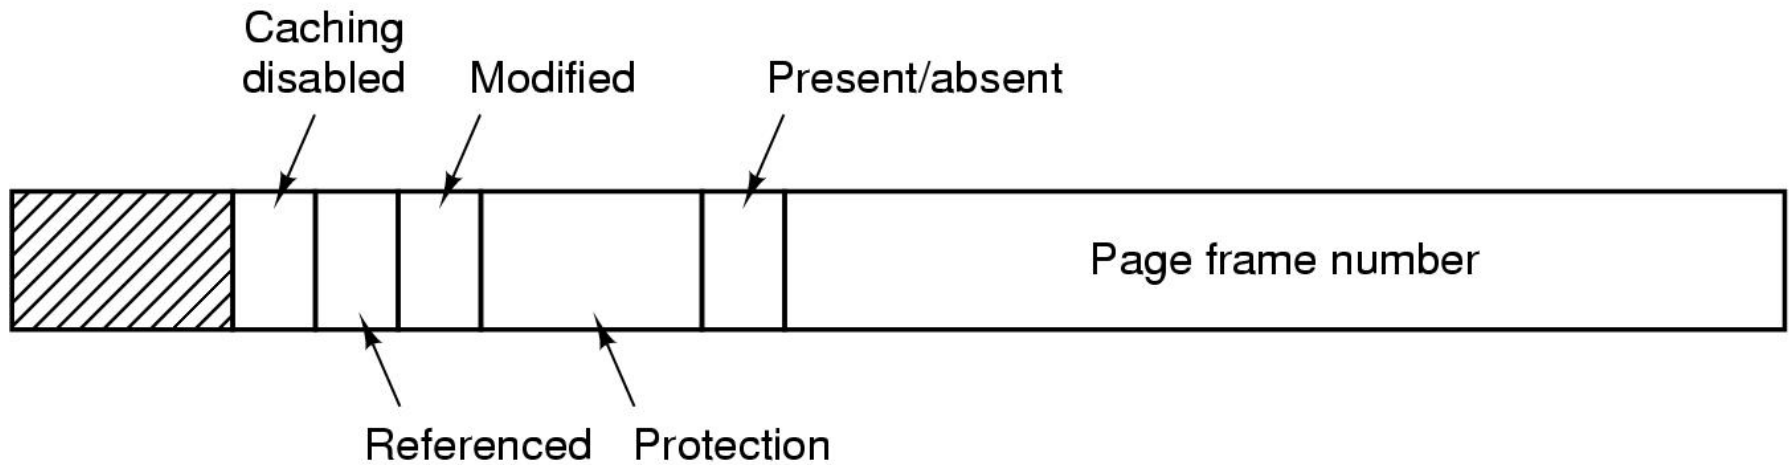 Caching
disabled
Modified
Present/absent
Page frame number
Referenced
Protection